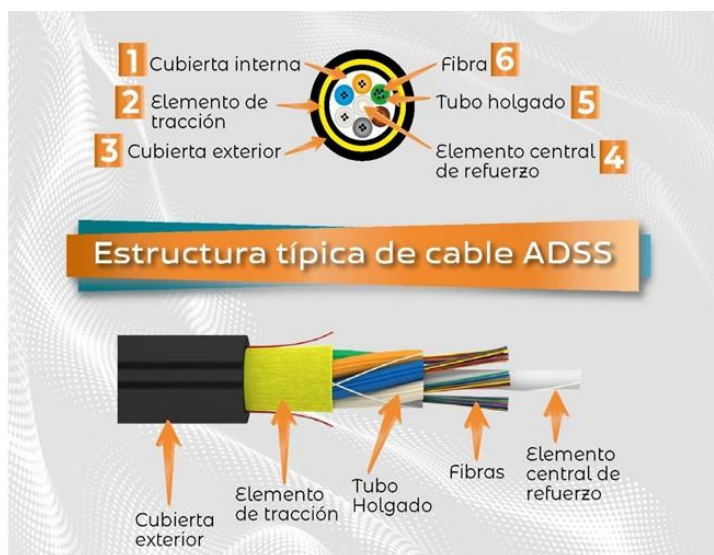 1 Cubierta interna
2 Elemento de
tracción
3 Cubierta exterior
Fibra 6
Tubo holgado 5
Elemento central 4
de refuerzo
Estructura típica de cable ADSS
Cubierta
exterior
Elemento
de tracción
Tubo
Holgado
Fibras
Elemento
central de
refuerzo